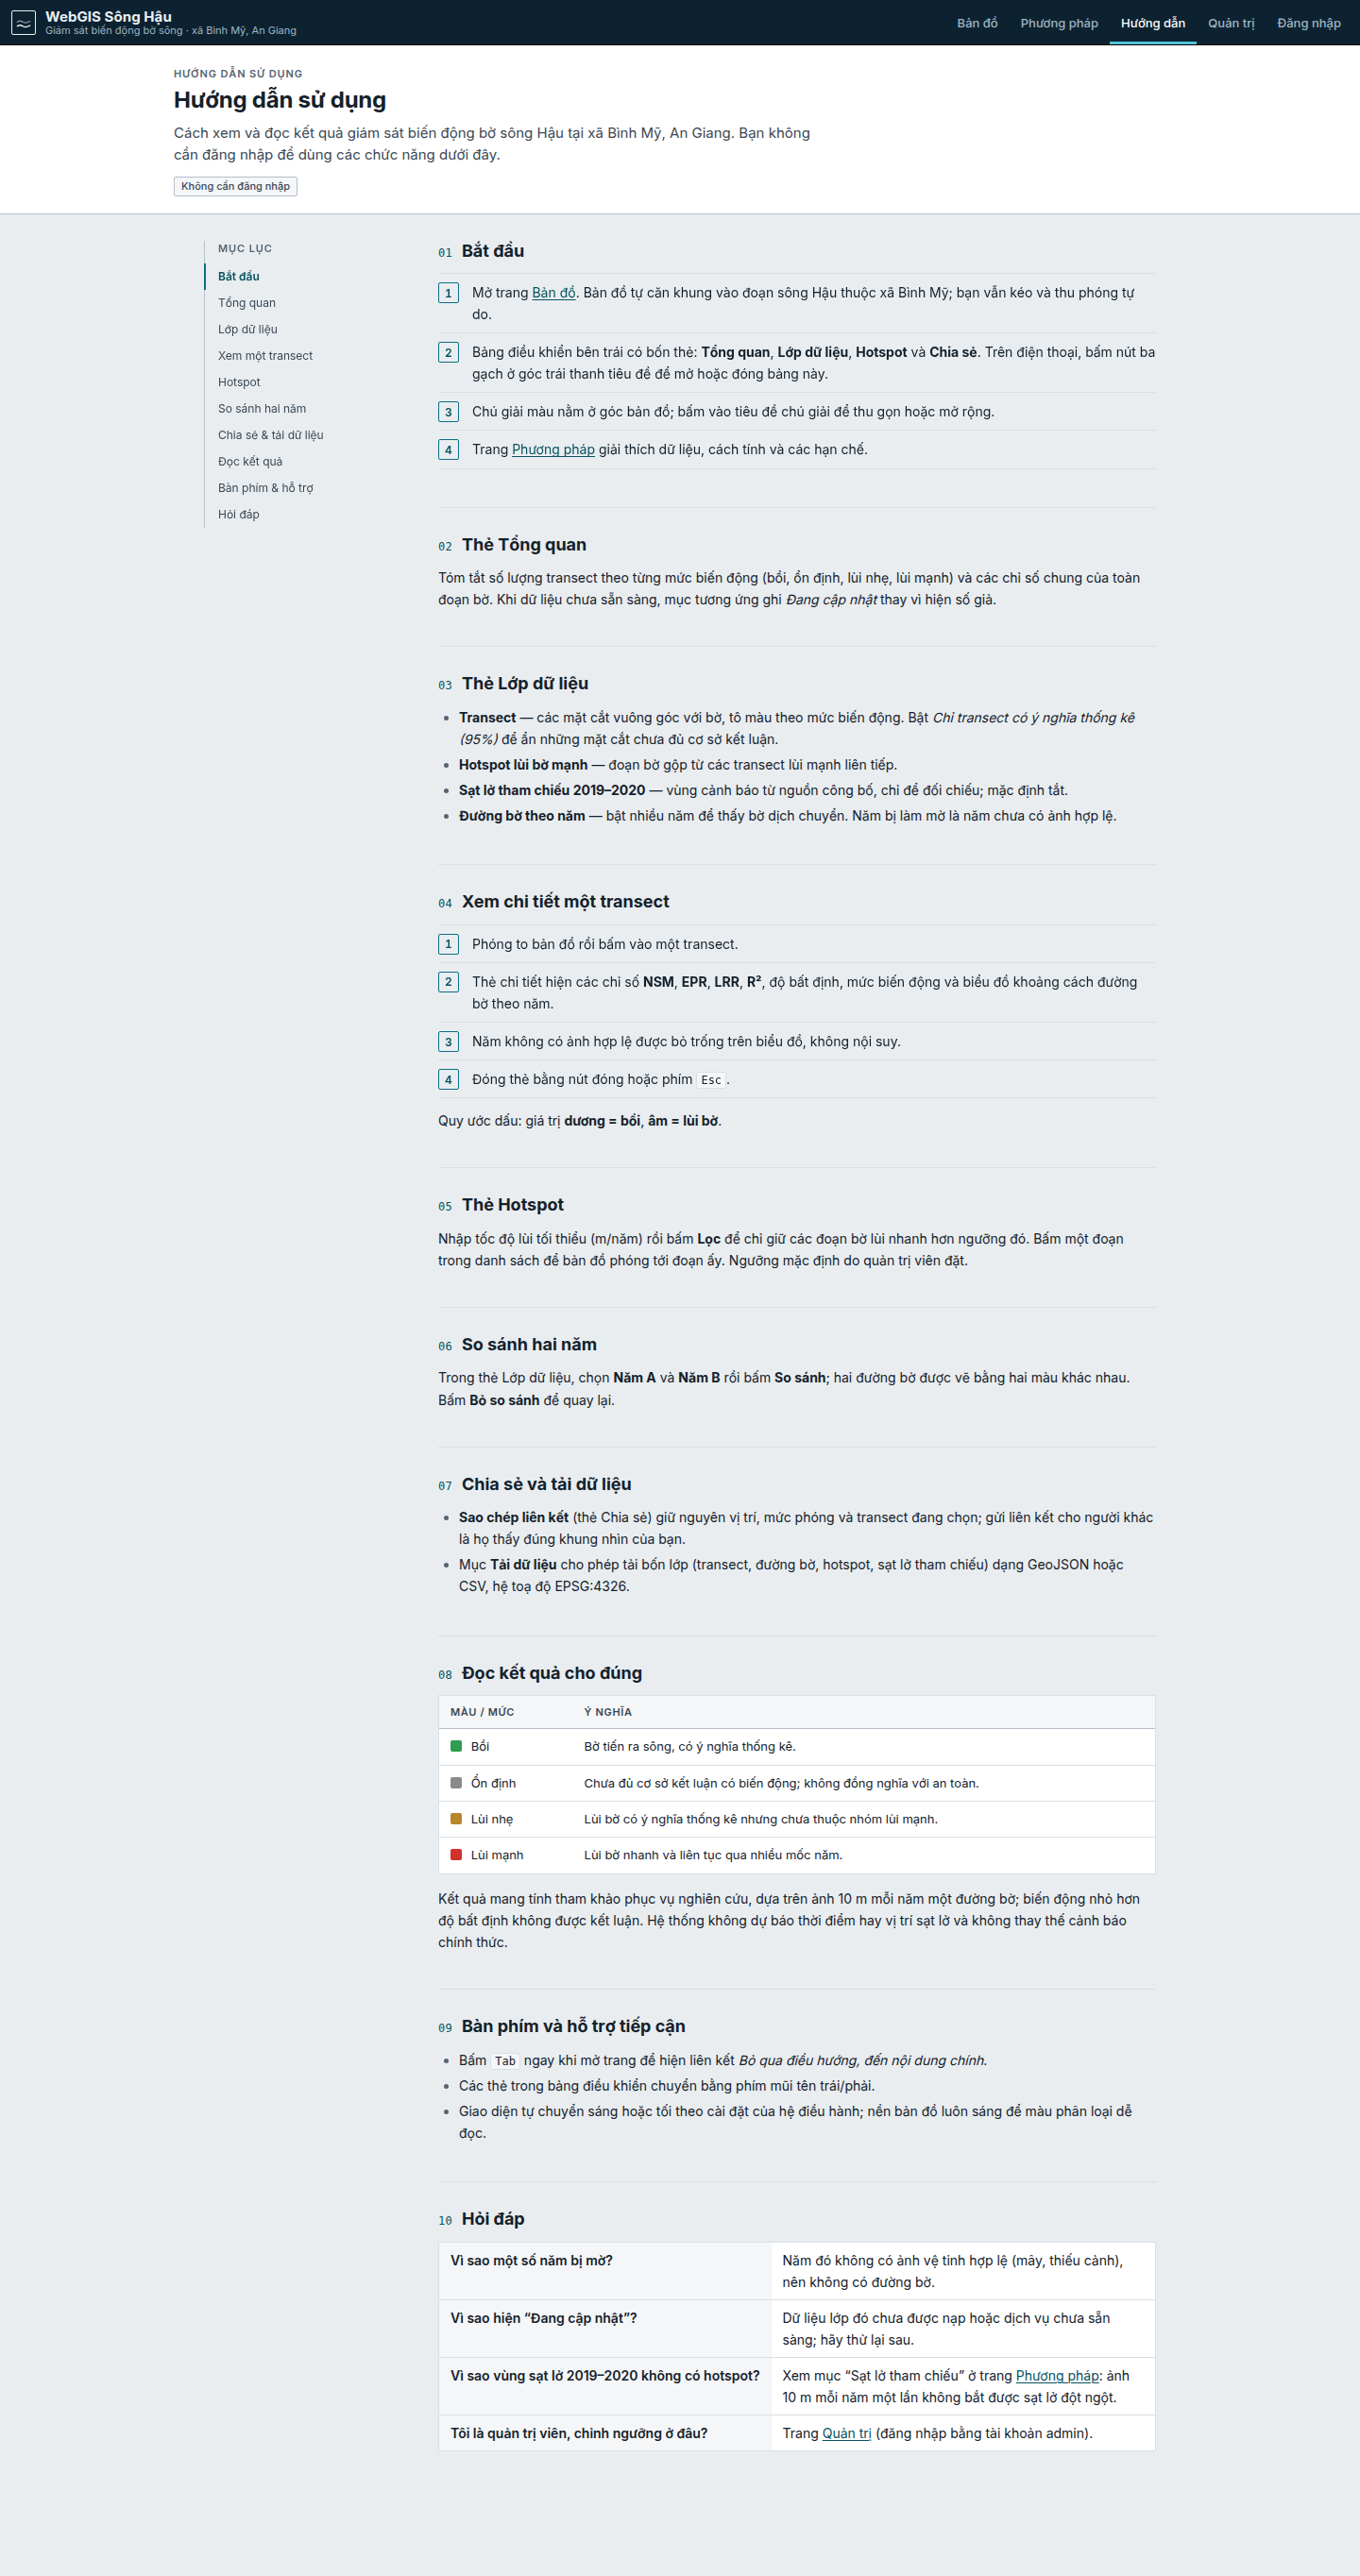 WebGIS Sông Hậu
Giám sát biến động bờ sông · xã Bình Mỹ, An Giang
Bản đồ
Phương pháp
Hướng dẫn
Quản trị
Đăng nhập
HƯỚNG DẪN SỬ DỤNG
Hướng dẫn sử dụng
Cách xem và đọc kết quả giám sát biến động bờ sông Hậu tại xã Bình Mỹ, An Giang. Bạn không
cần đăng nhập để dùng các chức năng dưới đây.
Không cần đăng nhập
MỤC LỤC
Bắt đầu
Tổng quan
Lớp dữ liệu
Xem một transect
Hotspot
So sánh hai năm
Chia sẻ & tải dữ liệu
Đọc kết quả
Bàn phím & hỗ trợ
Hỏi đáp
01 Bắt đầu
1 Mở trang Bản đồ. Bản đồ tự căn khung vào đoạn sông Hậu thuộc xã Bình Mỹ; bạn vẫn kéo và thu phóng tự
do.
2 Bảng điều khiển bên trái có bốn thẻ: Tổng quan, Lớp dữ liệu, Hotspot và Chia sẻ. Trên điện thoại, bấm nút ba
gạch ở góc trái thanh tiêu đề để mở hoặc đóng bảng này.
3 Chú giải màu nằm ở góc bản đồ; bấm vào tiêu đề chú giải để thu gọn hoặc mở rộng.
4 Trang Phương pháp giải thích dữ liệu, cách tính và các hạn chế.
02 Thẻ Tổng quan
Tóm tắt số lượng transect theo từng mức biến động (bồi, ổn định, lùi nhẹ, lùi mạnh) và các chỉ số chung của toàn
đoạn bờ. Khi dữ liệu chưa sẵn sàng, mục tương ứng ghi Đang cập nhật thay vì hiện số giả.
03 Thẻ Lớp dữ liệu
• Transect — các mặt cắt vuông góc với bờ, tô màu theo mức biến động. Bật Chỉ transect có ý nghĩa thống kê
(95%) để ẩn những mặt cắt chưa đủ cơ sở kết luận.
• Hotspot lùi bờ mạnh — đoạn bờ gộp từ các transect lùi mạnh liên tiếp.
• Sạt lở tham chiếu 2019–2020 — vùng cảnh báo từ nguồn công bố, chỉ để đối chiếu; mặc định tắt.
• Đường bờ theo năm — bật nhiều năm để thấy bờ dịch chuyển. Năm bị làm mờ là năm chưa có ảnh hợp lệ.
04 Xem chi tiết một transect
1 Phóng to bản đồ rồi bấm vào một transect.
2 Thẻ chi tiết hiện các chỉ số NSM, EPR, LRR, R², độ bất định, mức biến động và biểu đồ khoảng cách đường
bờ theo năm.
3 Năm không có ảnh hợp lệ được bỏ trống trên biểu đồ, không nội suy.
4 Đóng thẻ bằng nút đóng hoặc phím Esc.
Quy ước dấu: giá trị dương = bồi, âm = lùi bờ.
05 Thẻ Hotspot
Nhập tốc độ lùi tối thiểu (m/năm) rồi bấm Lọc để chỉ giữ các đoạn bờ lùi nhanh hơn ngưỡng đó. Bấm một đoạn
trong danh sách để bản đồ phóng tới đoạn ấy. Ngưỡng mặc định do quản trị viên đặt.
06 So sánh hai năm
Trong thẻ Lớp dữ liệu, chọn Năm A và Năm B rồi bấm So sánh; hai đường bờ được vẽ bằng hai màu khác nhau.
Bấm Bỏ so sánh để quay lại.
07 Chia sẻ và tải dữ liệu
• Sao chép liên kết (thẻ Chia sẻ) giữ nguyên vị trí, mức phóng và transect đang chọn; gửi liên kết cho người khác
là họ thấy đúng khung nhìn của bạn.
• Mục Tải dữ liệu cho phép tải bốn lớp (transect, đường bờ, hotspot, sạt lở tham chiếu) dạng GeoJSON hoặc
CSV, hệ toạ độ EPSG:4326.
08 Đọc kết quả cho đúng
MÀU / MỨC Ý NGHĨA
Bồi Bờ tiến ra sông, có ý nghĩa thống kê.
Ổn định Chưa đủ cơ sở kết luận có biến động; không đồng nghĩa với an toàn.
Lùi nhẹ Lùi bờ có ý nghĩa thống kê nhưng chưa thuộc nhóm lùi mạnh.
Lùi mạnh Lùi bờ nhanh và liên tục qua nhiều mốc năm.
Kết quả mang tính tham khảo phục vụ nghiên cứu, dựa trên ảnh 10 m mỗi năm một đường bờ; biến động nhỏ hơn
độ bất định không được kết luận. Hệ thống không dự báo thời điểm hay vị trí sạt lở và không thay thế cảnh báo
chính thức.
09 Bàn phím và hỗ trợ tiếp cận
• Bấm Tab ngay khi mở trang để hiện liên kết Bỏ qua điều hướng, đến nội dung chính.
• Các thẻ trong bảng điều khiển chuyển bằng phím mũi tên trái/phải.
• Giao diện tự chuyển sáng hoặc tối theo cài đặt của hệ điều hành; nền bản đồ luôn sáng để màu phân loại dễ
đọc.
10 Hỏi đáp
Vì sao một số năm bị mờ? Năm đó không có ảnh vệ tinh hợp lệ (mây, thiếu cảnh),
nên không có đường bờ.
Vì sao hiện “Đang cập nhật”? Dữ liệu lớp đó chưa được nạp hoặc dịch vụ chưa sẵn
sàng; hãy thử lại sau.
Vì sao vùng sạt lở 2019–2020 không có hotspot? Xem mục “Sạt lở tham chiếu” ở trang Phương pháp: ảnh
10 m mỗi năm một lần không bắt được sạt lở đột ngột.
Tôi là quản trị viên, chỉnh ngưỡng ở đâu? Trang Quản trị (đăng nhập bằng tài khoản admin).